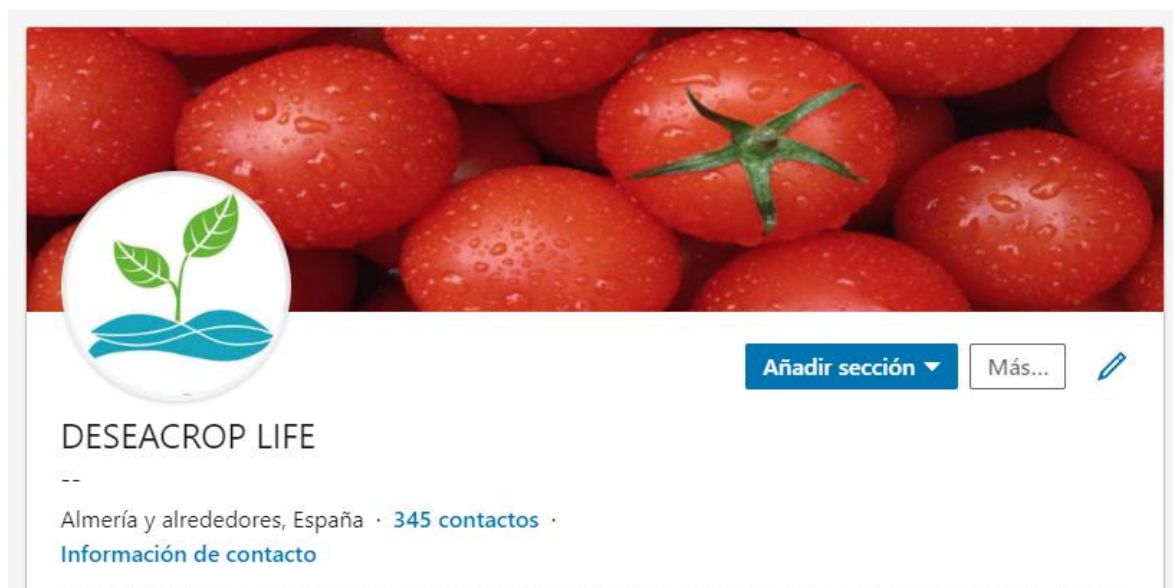 Añadir sección
Más...
DESEACROP LIFE
--
Almería y alrededores, España · 345 contactos ·
Información de contacto